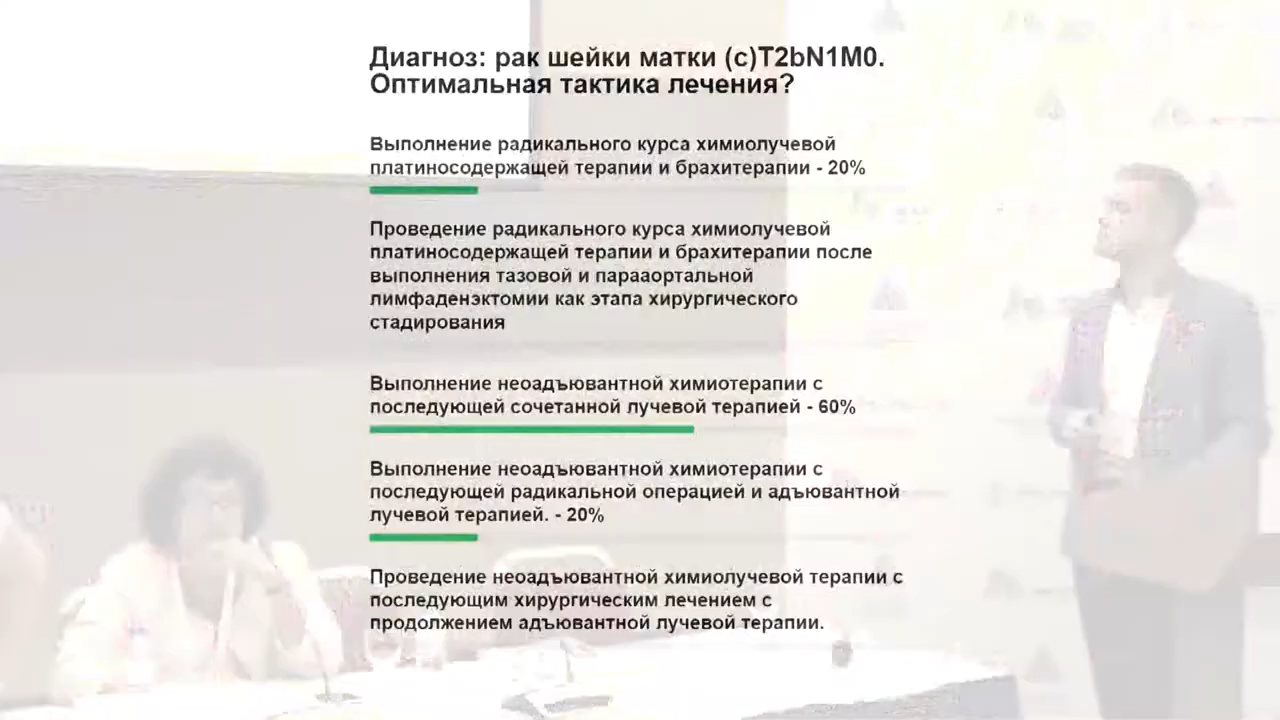 Диагноз: рак шейки матки (с)T2bN1M0.
Оптимальная тактика лечения?
Выполнение радикального курса химиолучевой
платиносодержащей терапии и брахитерапии - 20%
Проведение радикального курса химиолучевой
платиносодержащей терапии и брахитерапии после
выполнения тазовой и парааортальной
лимфаденэктомии как этапа хирургического
стадирования
Выполнение неоадъювантной химиотерапии с
последующей сочетанной лучевой терапией - 60%
Выполнение неоадъювантной химиотерапии с
последующей радикальной операцией и адъювантной
лучевой терапией. - 20%
Проведение неоадъювантной химиолучевой терапии с
последующим хирургическим лечением с
продолжением адъювантной лучевой терапии.